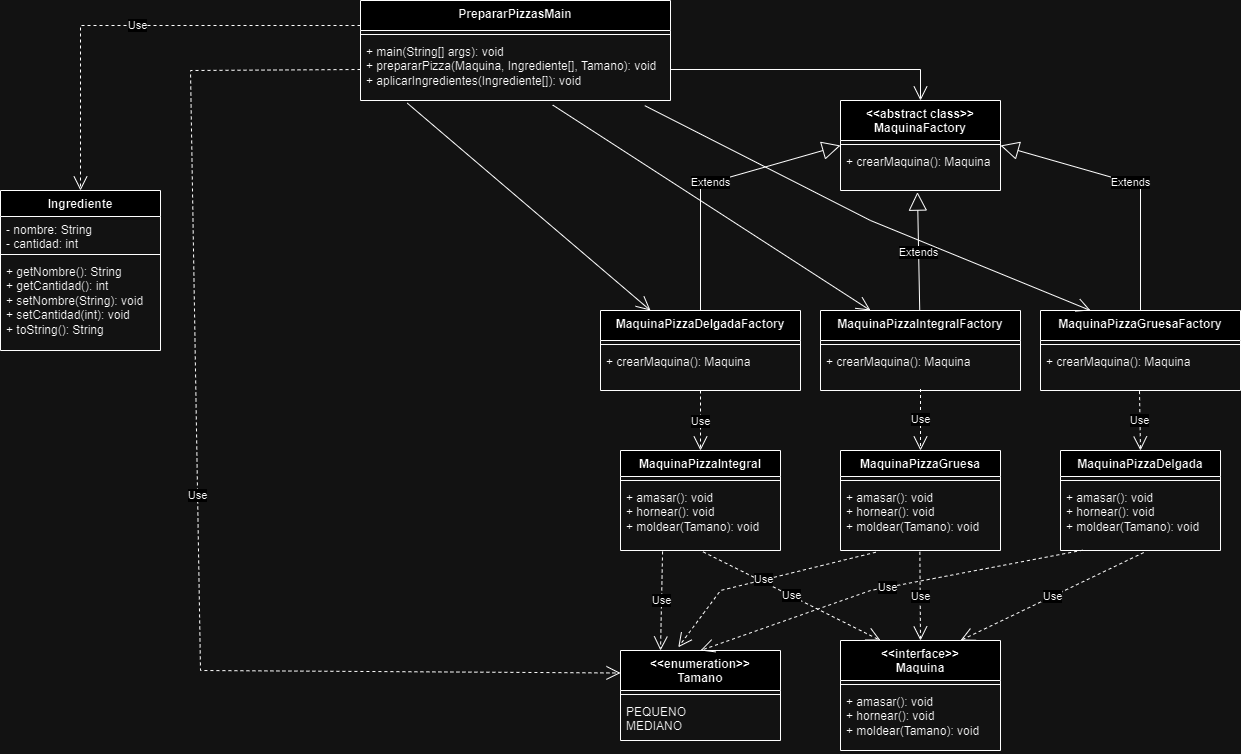 PrepararPizzasMain
+ main(String[] args): void
+ prepararPizza(Maquina, Ingrediente[], Tamano): void
+ aplicarIngredientes(Ingrediente[]): void
Use
<<abstract class>>
MaquinaFactory
+ crearMaquina(): Maquina
Extends
Extends
Extends
Ingrediente
- nombre: String
- cantidad: int
+ getNombre(): String
+ getCantidad(): int
+ setNombre(String): void
+ setCantidad(int): void
+ toString(): String
MaquinaPizzaDelgadaFactory
+ crearMaquina(): Maquina
MaquinaPizzaIntegralFactory
+ crearMaquina(): Maquina
MaquinaPizzaGruesaFactory
+ crearMaquina(): Maquina
Use
Use
Use
MaquinaPizzaIntegral
+ amasar(): void
+ hornear(): void
+ moldear(Tamano): void
MaquinaPizzaGruesa
+ amasar(): void
+ hornear(): void
+ moldear(Tamano): void
MaquinaPizzaDelgada
+ amasar(): void
+ hornear(): void
+ moldear(Tamano): void
Use
Use
Use
Use
Use
Use
Use
<<enumeration>>
Tamano
PEQUENO
MEDIANO
<<interface>>
Maquina
+ amasar(): void
+ hornear(): void
+ moldear(Tamano): void